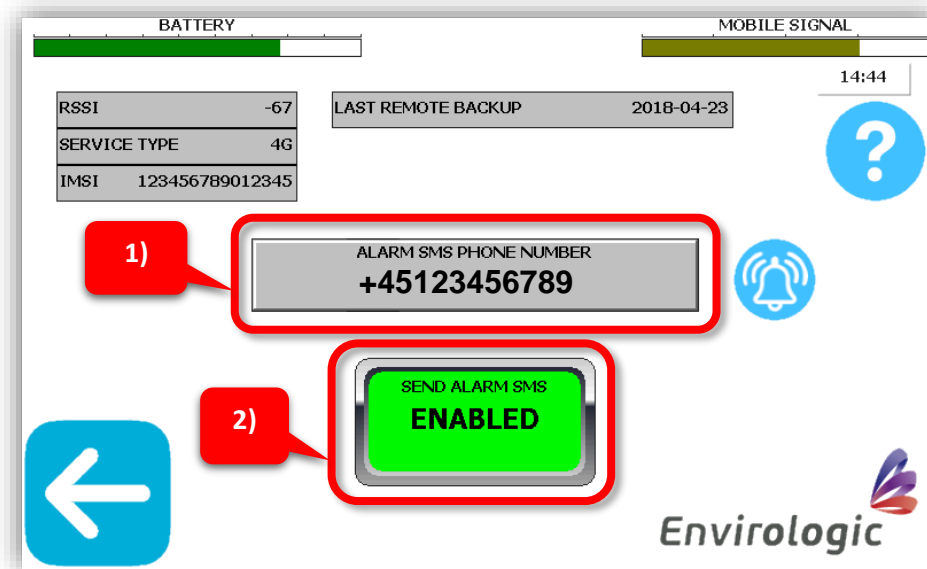 BATTERY
MOBILE SIGNAL
14:44
RSSI -67
LAST REMOTE BACKUP 2018-04-23
SERVICE TYPE 4G
IMSI 123456789012345
?
1)
ALARM SMS PHONE NUMBER
+45123456789
2)
SEND ALARM SMS
ENABLED
Envirologic